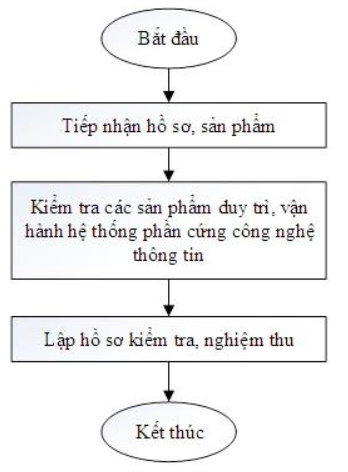 Bắt đầu
Tiếp nhận hồ sơ, sản phẩm
Kiểm tra các sản phẩm duy trì, vận
hành hệ thống phần cứng công nghệ
thông tin
Lập hồ sơ kiểm tra, nghiệm thu
Kết thúc